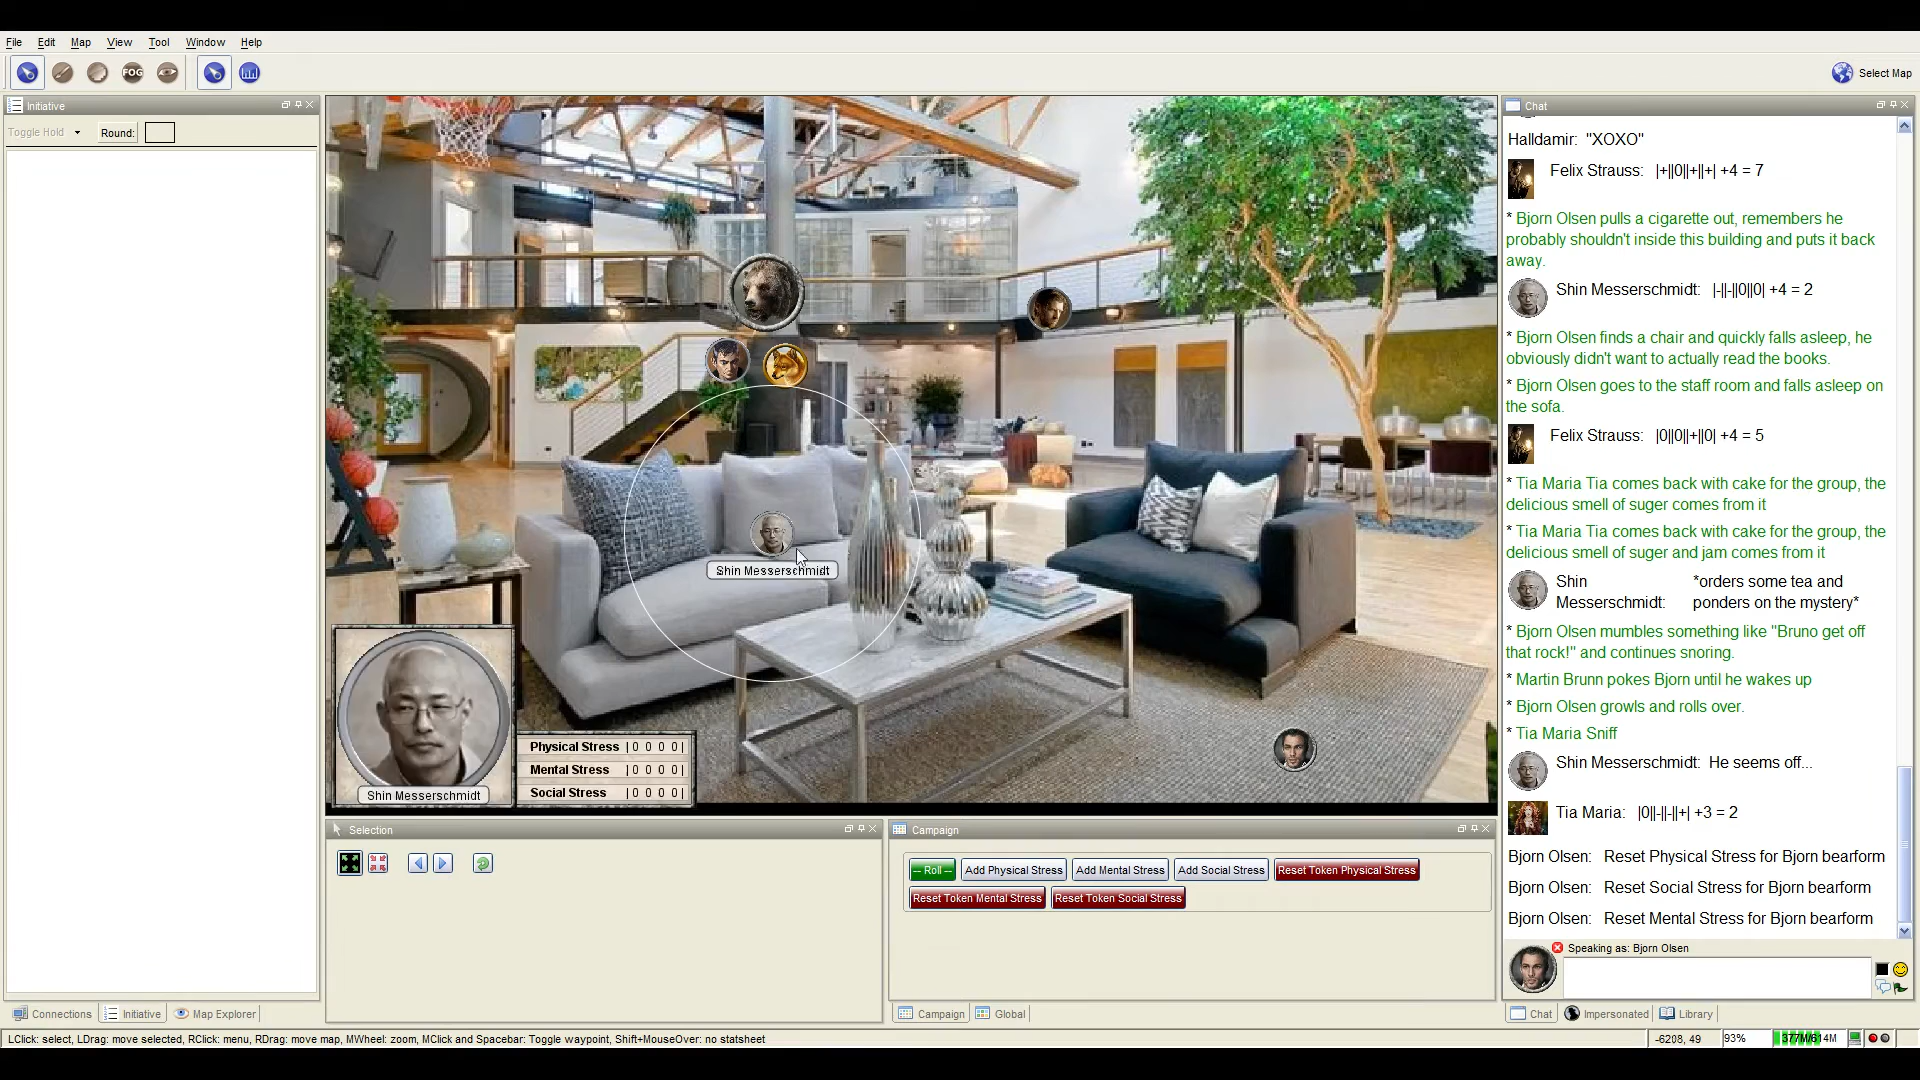 File Edit Map View Tool Window Help
FOG
Select Map
Initiative
Toggle Hold Round:
Chat
Halldamir: "XOXO"
Felix Strauss: |+||0||+||+| +4 = 7
* Bjorn Olsen pulls a cigarette out, remembers he
probably shouldn't inside this building and puts it back
away.
Shin Messerschmidt: |-||-||0||0| +4 = 2
* Bjorn Olsen finds a chair and quickly falls asleep, he
obviously didn't want to actually read the books.
* Bjorn Olsen goes to the staff room and falls asleep on
the sofa.
Felix Strauss: |0||0||+||0| +4 = 5
* Tia Maria Tia comes back with cake for the group, the
delicious smell of suger comes from it
* Tia Maria Tia comes back with cake for the group, the
delicious smell of suger and jam comes from it
Shin Messerschmidt: *orders some tea and
ponders on the mystery*
* Bjorn Olsen mumbles something like "Bruno get off
that rock!" and continues snoring.
* Martin Brunn pokes Bjorn until he wakes up
* Bjorn Olsen growls and rolls over.
* Tia Maria Sniff
Shin Messerschmidt: He seems off...
Tia Maria: |0||-||-||+| +3 = 2
Bjorn Olsen: Reset Physical Stress for Bjorn bearform
Bjorn Olsen: Reset Social Stress for Bjorn bearform
Bjorn Olsen: Reset Mental Stress for Bjorn bearform
Speaking as: Bjorn Olsen
Chat Impersonated Library
Shin Messerschmidt
Shin Messerschmidt
Physical Stress |0 0 0 0|
Mental Stress |0 0 0 0|
Social Stress |0 0 0 0|
Selection
Campaign
-- Roll -- Add Physical Stress Add Mental Stress Add Social Stress Reset Token Physical Stress
Reset Token Mental Stress Reset Token Social Stress
Connections Initiative Map Explorer
Campaign Global
LClick: select, LDrag: move selected, RClick: menu, RDrag: move map, MWheel: zoom, MClick and Spacebar: Toggle waypoint, Shift+MouseOver: no statsheet
-6208, 49 93% 377M/614M